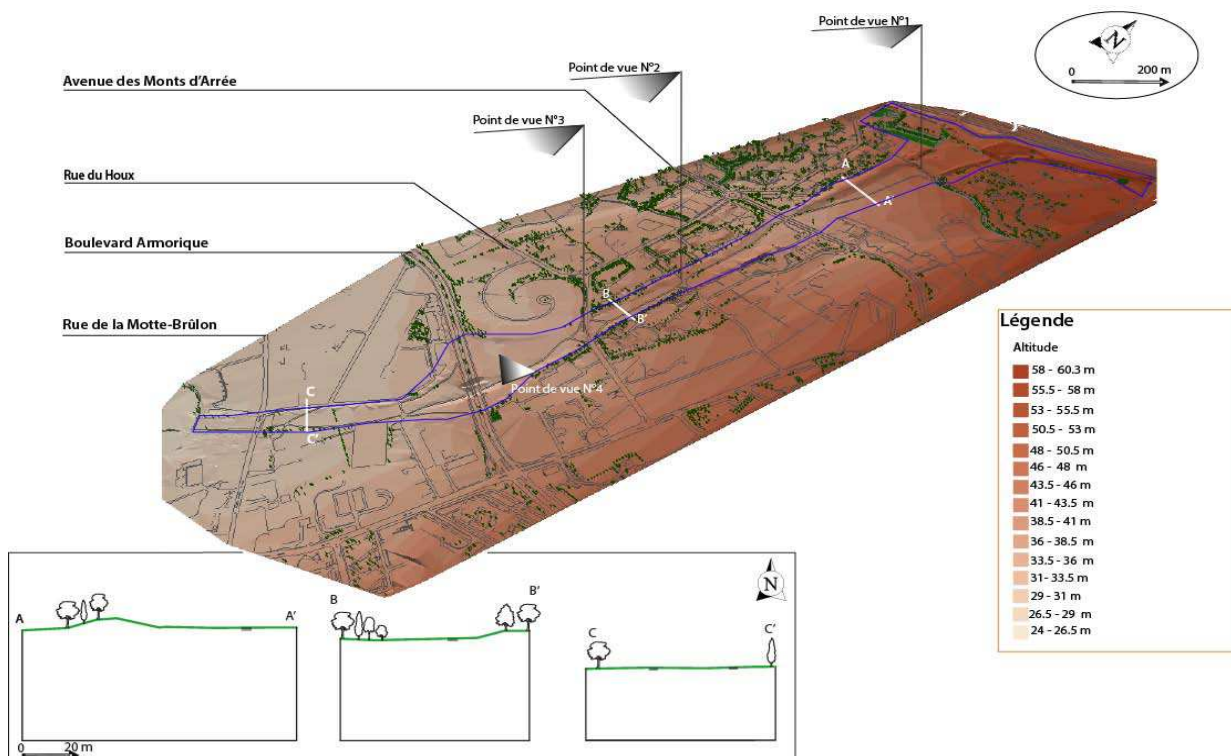 Point de vue N°1
Point de vue N°2
Avenue des Monts d'Arrée
Point de vue N°3
Rue du Houx
Boulevard Armorique
Rue de la Motte-Brûlon
N
0 200 m
A
A'
B
B'
Point de vue N°4
C
C'
Légende
Altitude
58 - 60.3 m
55.5 - 58 m
53 - 55.5 m
50.5 - 53 m
48 - 50.5 m
46 - 48 m
43.5 - 46 m
41 - 43.5 m
38.5 - 41 m
36 - 38.5 m
33.5 - 36 m
31- 33.5 m
29 - 31 m
26.5 - 29 m
24 - 26.5 m
N
A A'
B B'
C C'
0 20 m